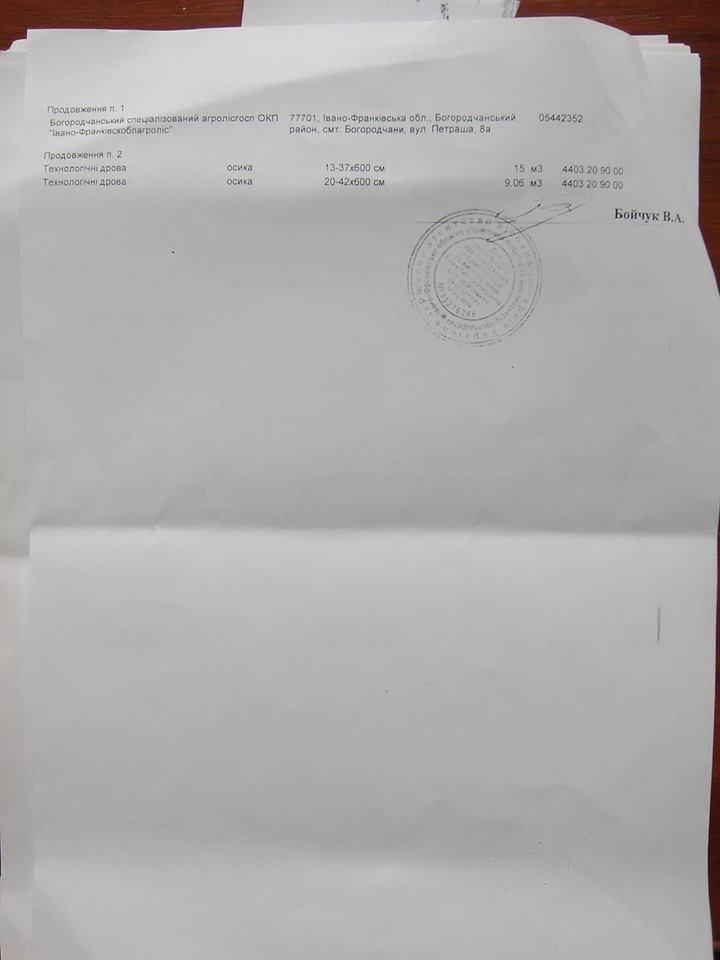 Продовження п. 1
Богородчанський спеціалізований агролісгосп ОКП 77701, Івано-Франківська обл., Богородчанський 05442352
"Івано-Франківскоблагроліс" район, смт. Богородчани, вул. Петраша, 8а
Продовження п. 2
Технологічні дрова осика 13-37х600 см 15 м3 4403 20 90 00
Технологічні дрова осика 20-42х600 см 9,06 м3 4403 20 90 00
Бойчук В.А.